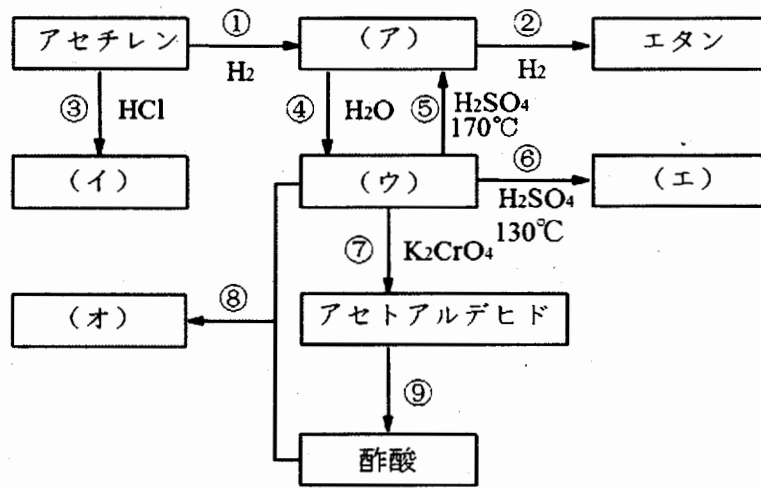 ①
②
アセチレン
(ア)
エタン
H₂
H₂
③
HCl
④
H₂O
⑤
H₂SO₄
170℃
(イ)
(ウ)
⑥
(エ)
H₂SO₄
130℃
⑦
K₂CrO₄
(オ)
⑧
アセトアルデヒド
⑨
酢酸